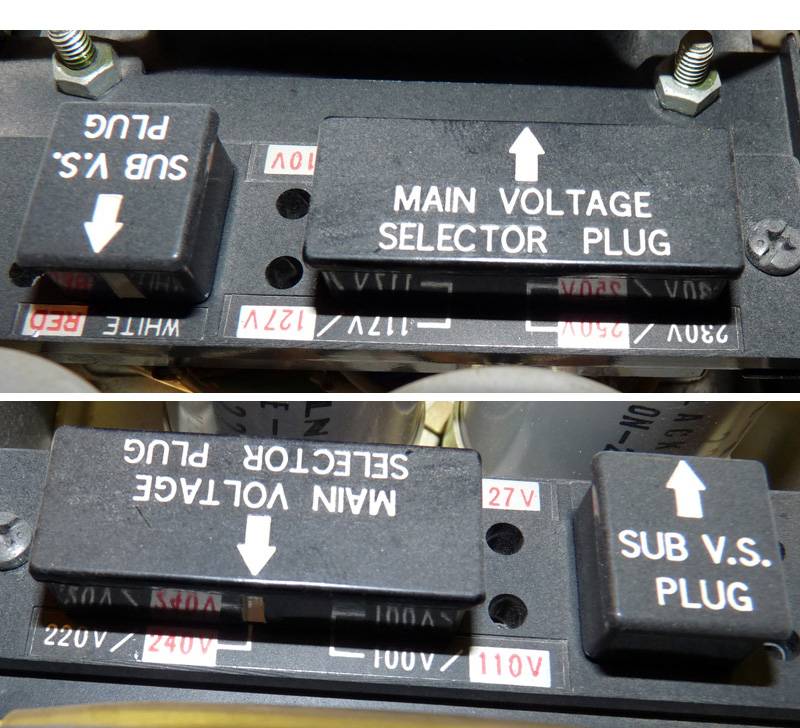 SUB V.S.
PLUG
MAIN VOLTAGE
SELECTOR PLUG
10V
WHITE RED
117V/127V
230V/250V
MAIN VOLTAGE
SELECTOR PLUG
27V
SUB V.S.
PLUG
220V/240V
100V/110V